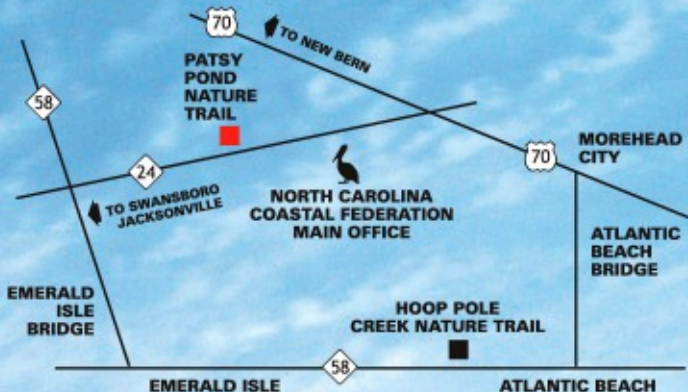 70
TO NEW BERN
PATSY
POND
NATURE
TRAIL
58
24
70
MOREHEAD
CITY
TO SWANSBORO
JACKSONVILLE
NORTH CAROLINA
COASTAL FEDERATION
MAIN OFFICE
ATLANTIC
BEACH
BRIDGE
EMERALD
ISLE
BRIDGE
HOOP POLE
CREEK NATURE TRAIL
58
EMERALD ISLE
ATLANTIC BEACH